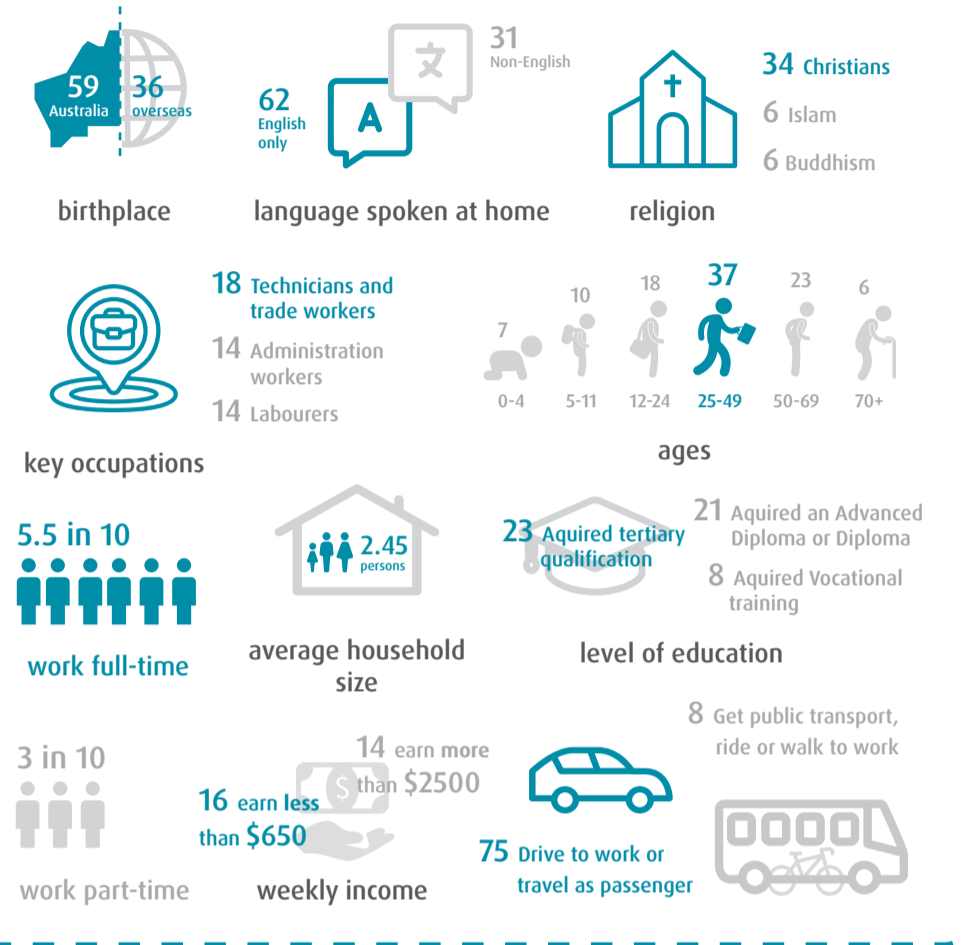 59
Australia
36
overseas
birthplace
62
English
only
A
文
31
Non-English
language spoken at home
34 Christians
6 Islam
6 Buddhism
religion
18 Technicians and
trade workers
14 Administration
workers
14 Labourers
key occupations
7
10
18
37
23
6
0-4
5-11
12-24
25-49
50-69
70+
ages
5.5 in 10
work full-time
2.45
persons
average household
size
23 Aquired tertiary
qualification
21 Aquired an Advanced
Diploma or Diploma
8 Aquired Vocational
training
level of education
3 in 10
work part-time
$
14 earn more
than $2500
16 earn less
than $650
weekly income
8 Get public transport,
ride or walk to work
75 Drive to work or
travel as passenger